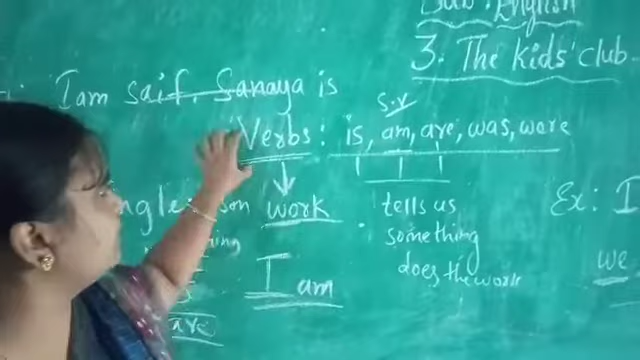 Sub: English
3. The Kids' club
I am saif. Sanaya is
S.V
Verbs: is, am, are, was, were
work
tells us
something
does the work
I am
are
Ex: I
we